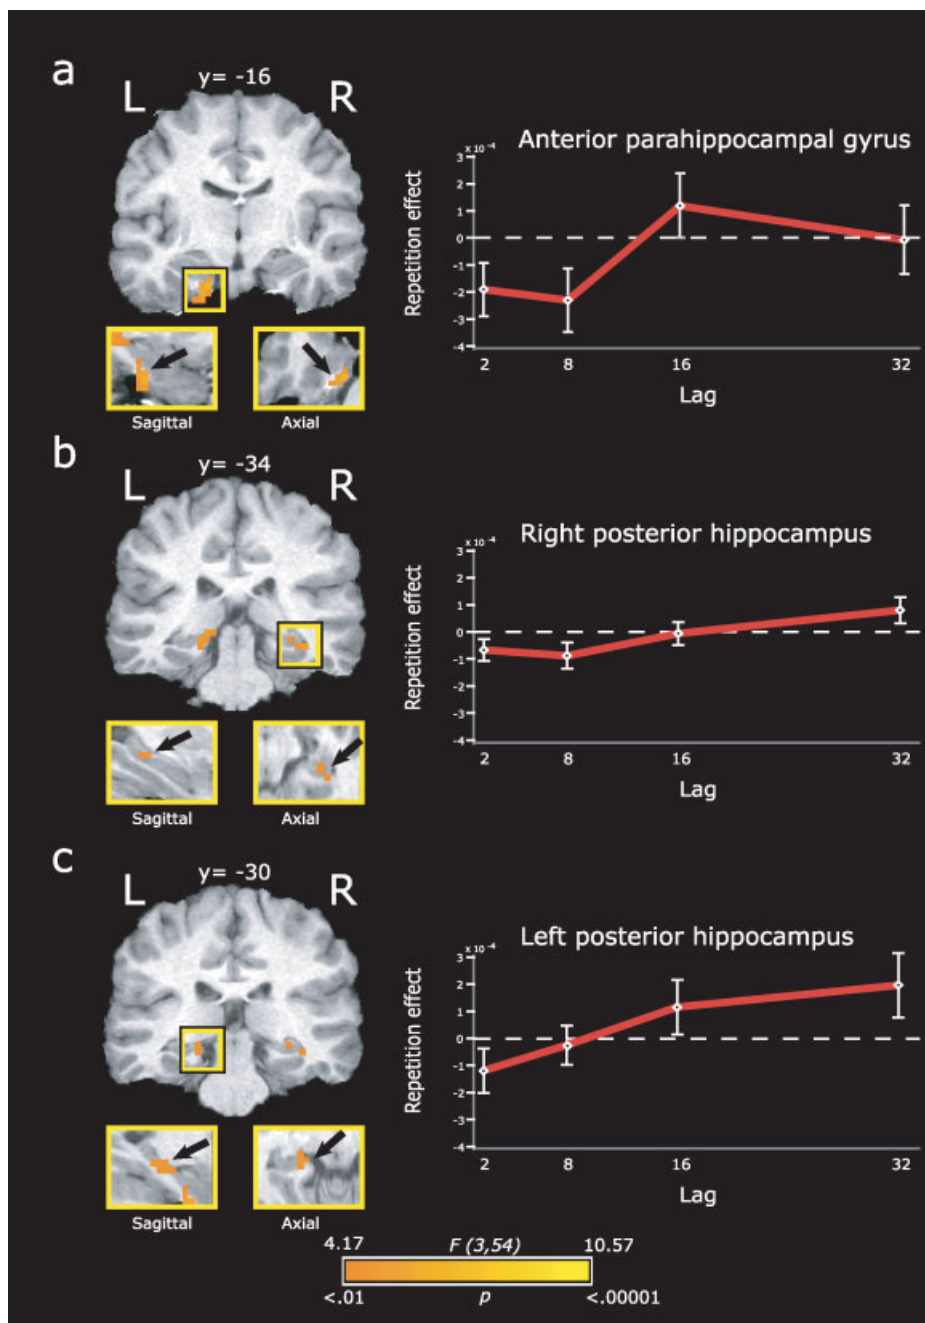 a
y= -16
L R
Sagittal Axial
Anterior parahippocampal gyrus
x 10⁻⁴
Repetition effect
3
2
1
0
-1
-2
-3
-4
2 8 16 32
Lag
b
y= -34
L R
Sagittal Axial
Right posterior hippocampus
x 10⁻⁴
Repetition effect
3
2
1
0
-1
-2
-3
-4
2 8 16 32
Lag
c
y= -30
L R
Sagittal Axial
Left posterior hippocampus
x 10⁻⁴
Repetition effect
3
2
1
0
-1
-2
-3
-4
2 8 16 32
Lag
4.17 F (3,54) 10.57
<.01 p <.00001